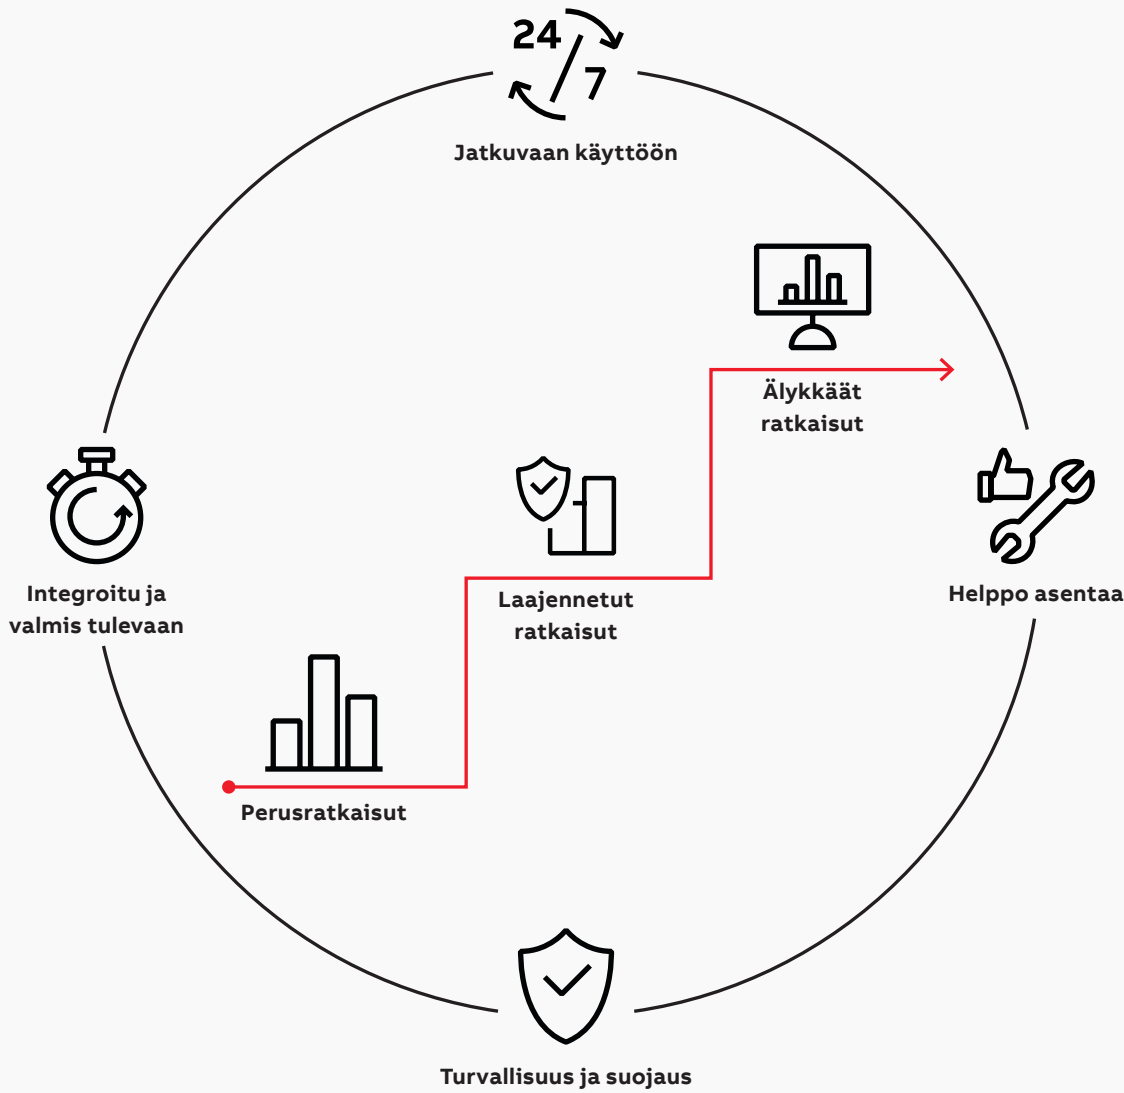 24
7
Jatkuvaan käyttöön
Älykkäät
ratkaisut
Integroitu ja
valmis tulevaan
Laajennetut
ratkaisut
Helppo asentaa
Perusratkaisut
Turvallisuus ja suojaus